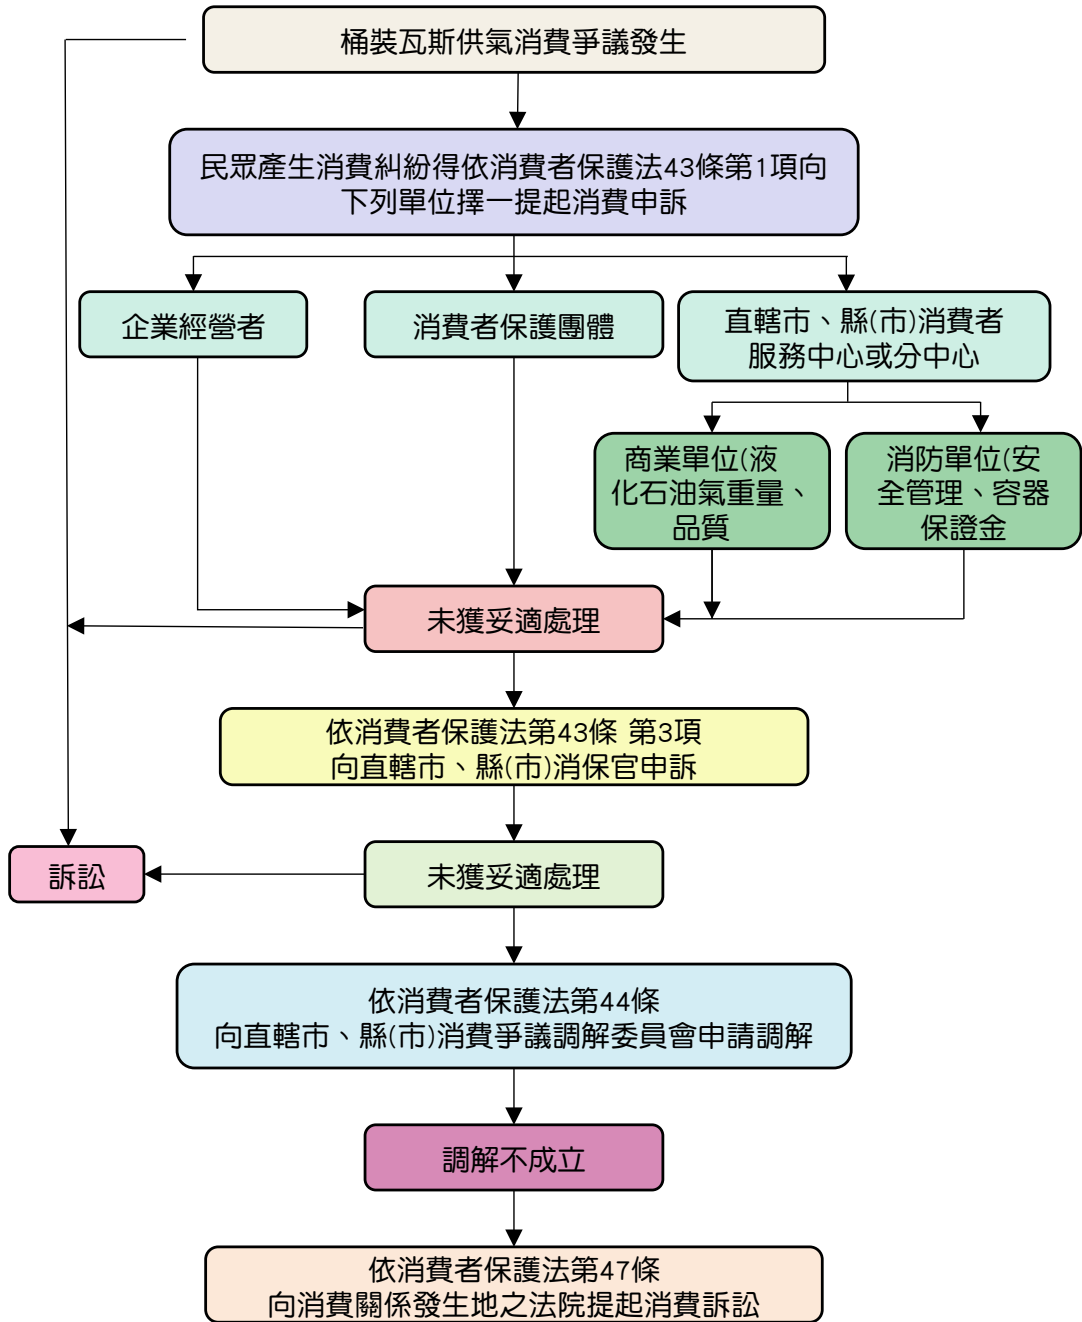 桶裝瓦斯供氣消費爭議發生
民眾產生消費糾紛得依消費者保護法43條第1項向
下列單位擇一提起消費申訴
企業經營者
消費者保護團體
直轄市、縣(市)消費者
服務中心或分中心
商業單位(液
化石油氣重量、
品質
消防單位(安
全管理、容器
保證金
未獲妥適處理
依消費者保護法第43條 第3項
向直轄市、縣(市)消保官申訴
訴訟
未獲妥適處理
依消費者保護法第44條
向直轄市、縣(市)消費爭議調解委員會申請調解
調解不成立
依消費者保護法第47條
向消費關係發生地之法院提起消費訴訟